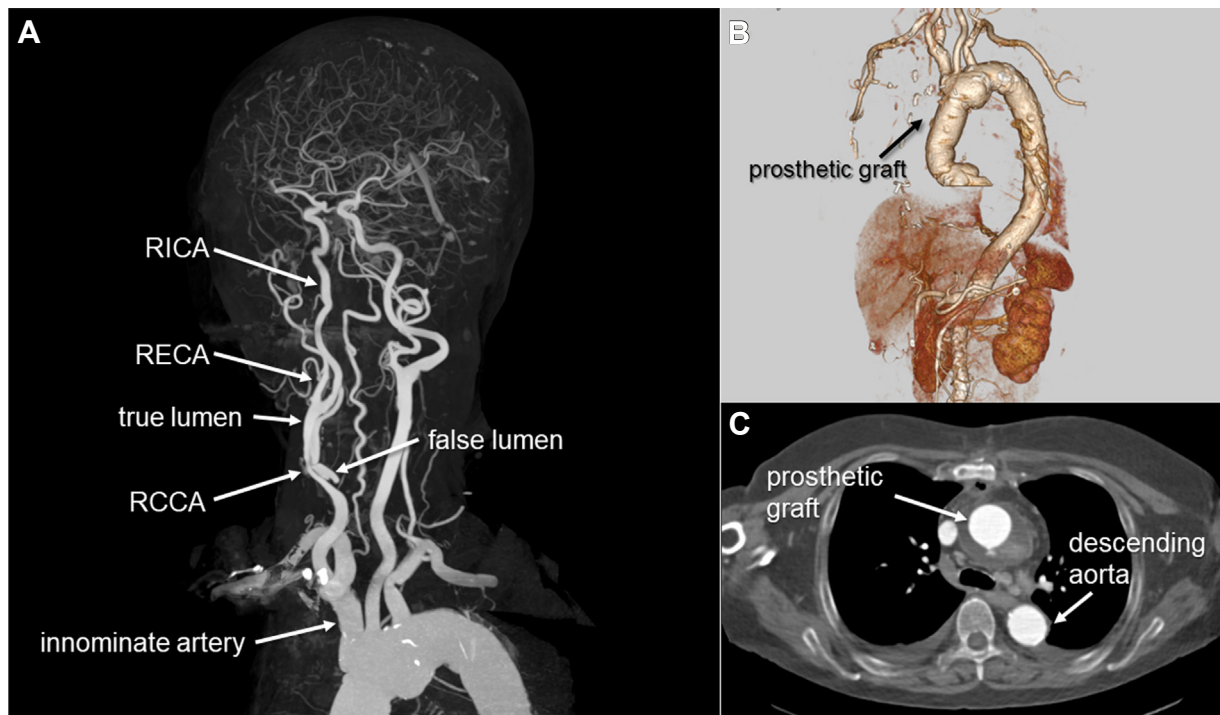 A
RICA
RECA
true lumen
false lumen
RCCA
innominate artery
B
prosthetic graft
C
prosthetic
graft
descending
aorta